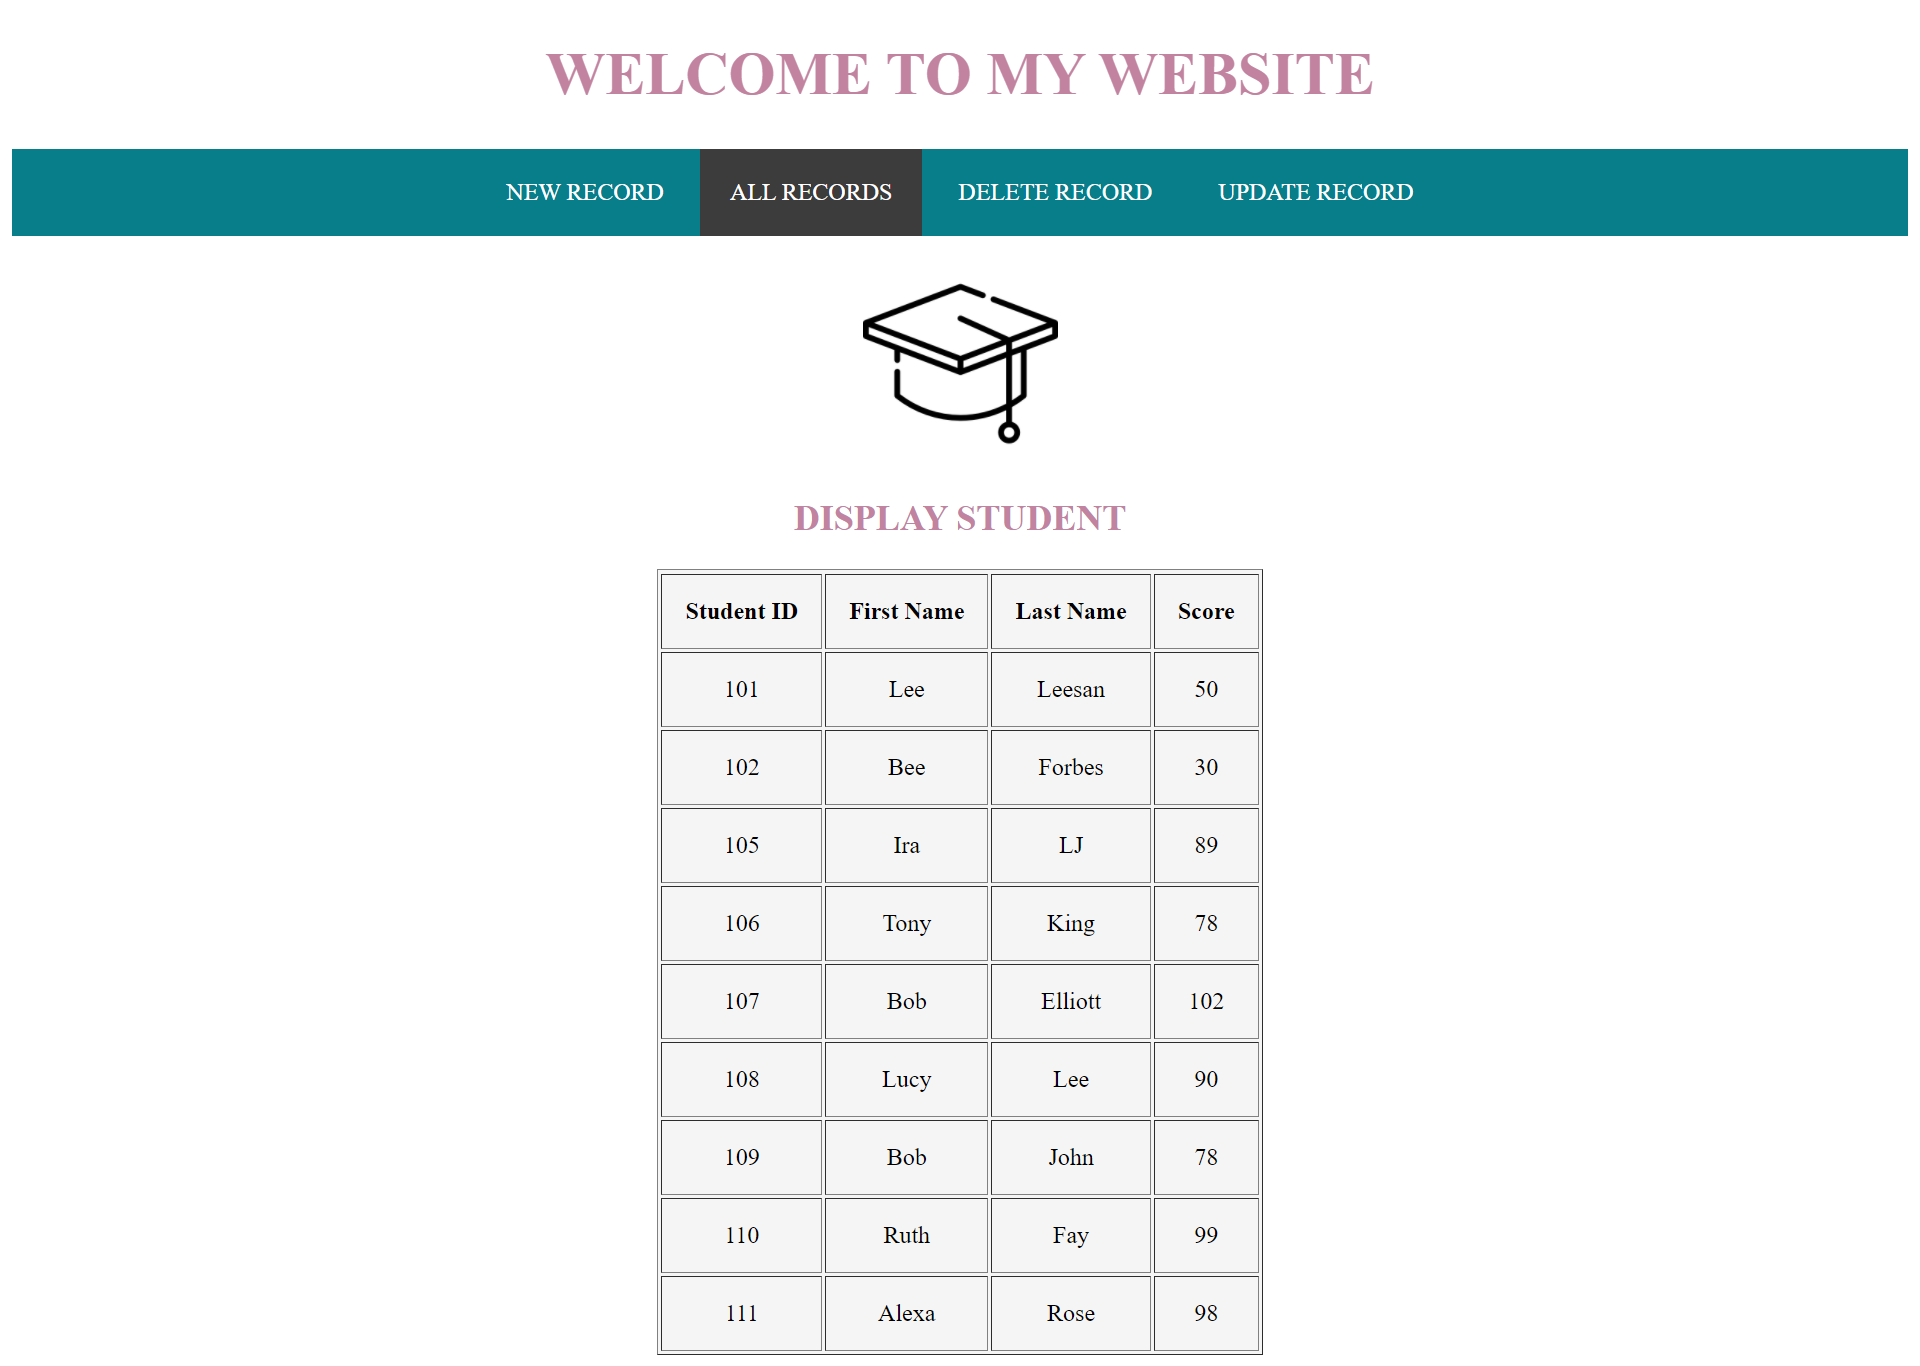 WELCOME TO MY WEBSITE
NEW RECORD ALL RECORDS DELETE RECORD UPDATE RECORD
DISPLAY STUDENT
Student ID First Name Last Name Score
101 Lee Leesan 50
102 Bee Forbes 30
105 Ira LJ 89
106 Tony King 78
107 Bob Elliott 102
108 Lucy Lee 90
109 Bob John 78
110 Ruth Fay 99
111 Alexa Rose 98